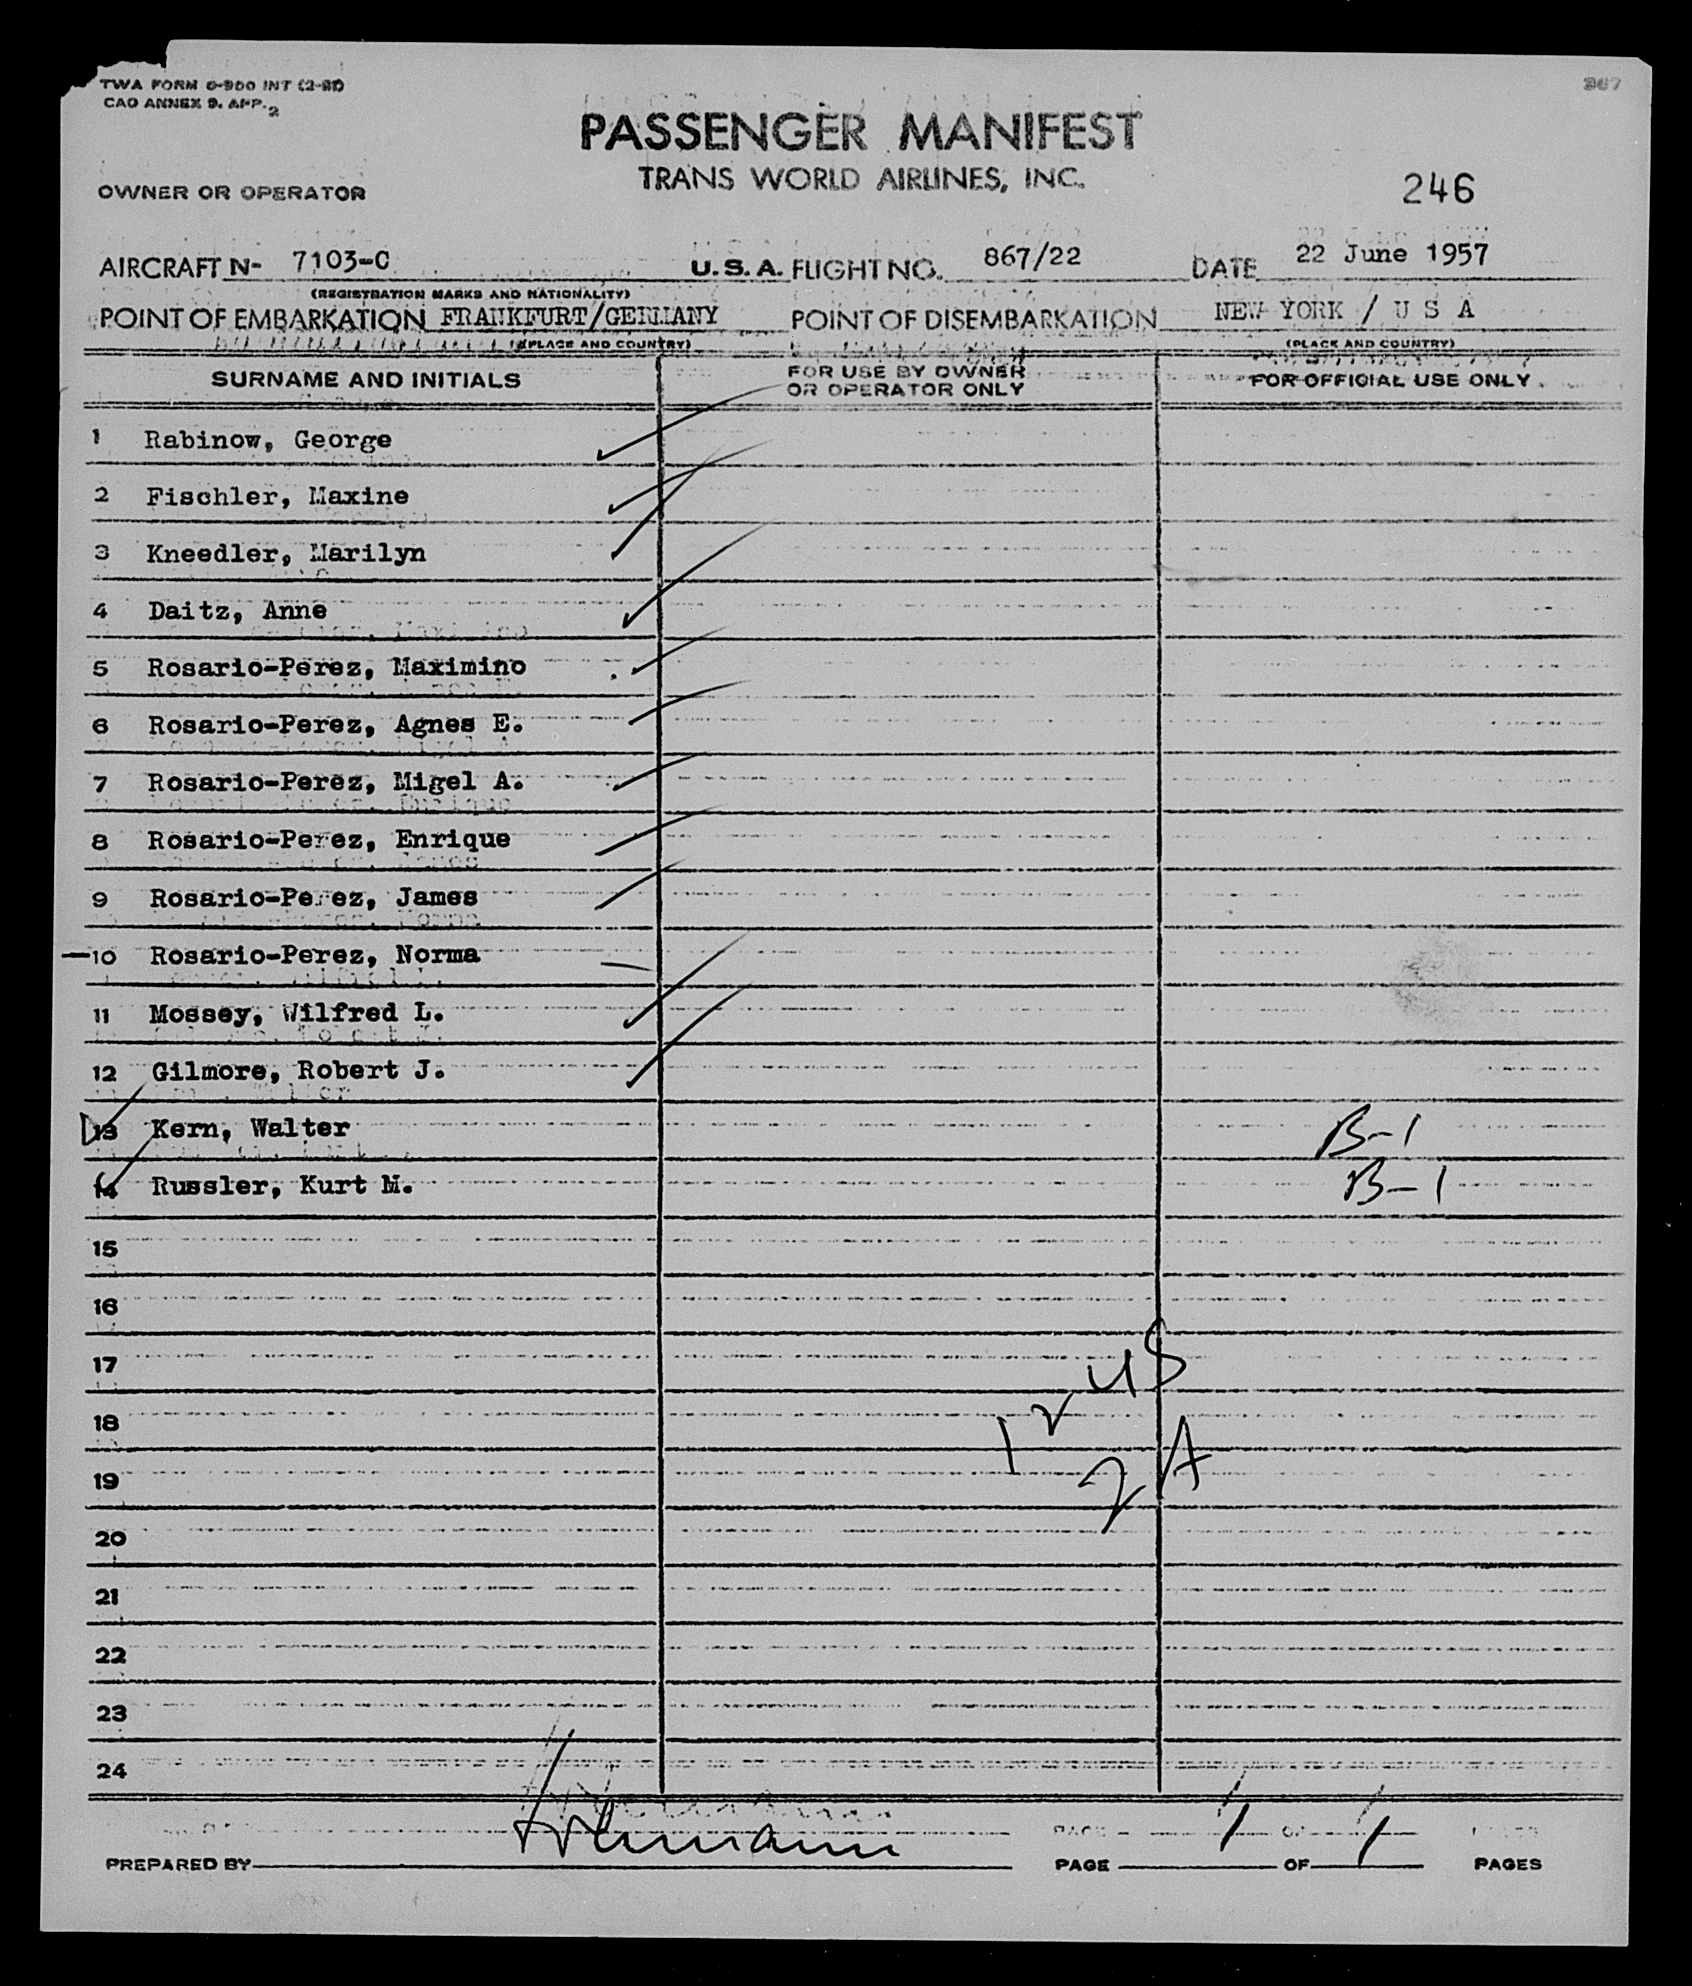 TWA FORM 0-900 INT (2-57)
CAO ANNEX 9. APP. 2
367
PASSENGER MANIFEST
TRANS WORLD AIRLINES, INC.
OWNER OR OPERATOR
246
AIRCRAFT N- 7103-C U.S.A. FLIGHT NO. 867/22 DATE 22 June 1957
(REGISTRATION MARKS AND NATIONALITY)
POINT OF EMBARKATION FRANKFURT/GERMANY POINT OF DISEMBARKATION NEW YORK / U S A
(PLACE AND COUNTRY) (PLACE AND COUNTRY)
SURNAME AND INITIALS FOR USE BY OWNER OR OPERATOR ONLY FOR OFFICIAL USE ONLY
1 Rabinow, George
2 Fischler, Maxine
3 Kneedler, Marilyn
4 Daitz, Anne
5 Rosario-Perez, Maximino
6 Rosario-Perez, Agnes E.
7 Rosario-Perez, Migel A.
8 Rosario-Perez, Enrique
9 Rosario-Perez, James
10 Rosario-Perez, Norma
11 Mossey, Wilfred L.
12 Gilmore, Robert J.
13 Kern, Walter B-1
14 Russler, Kurt M. B-1
15
16
17
18
19
20
21
22
23
24
12 US
2 A
PREPARED BY PAGE 1 OF 1 PAGES